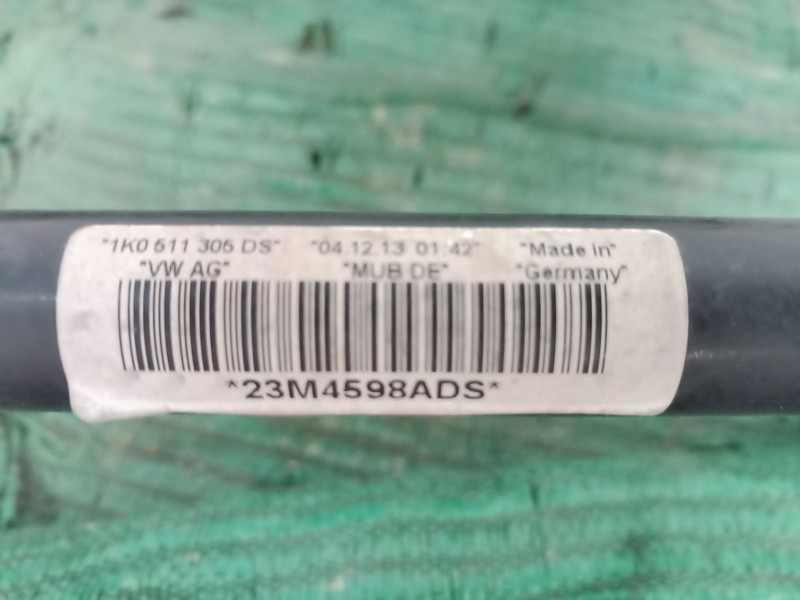 "1K0 511 305 DS" "04.12.13 01:42" "Made in"
"VW AG" "MUB DE" "Germany"
*23M4598ADS*